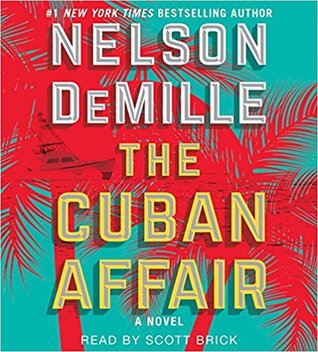 #1 NEW YORK TIMES BESTSELLING AUTHOR
NELSON
DeMILLE
THE
CUBAN
AFFAIR
A NOVEL
READ BY SCOTT BRICK